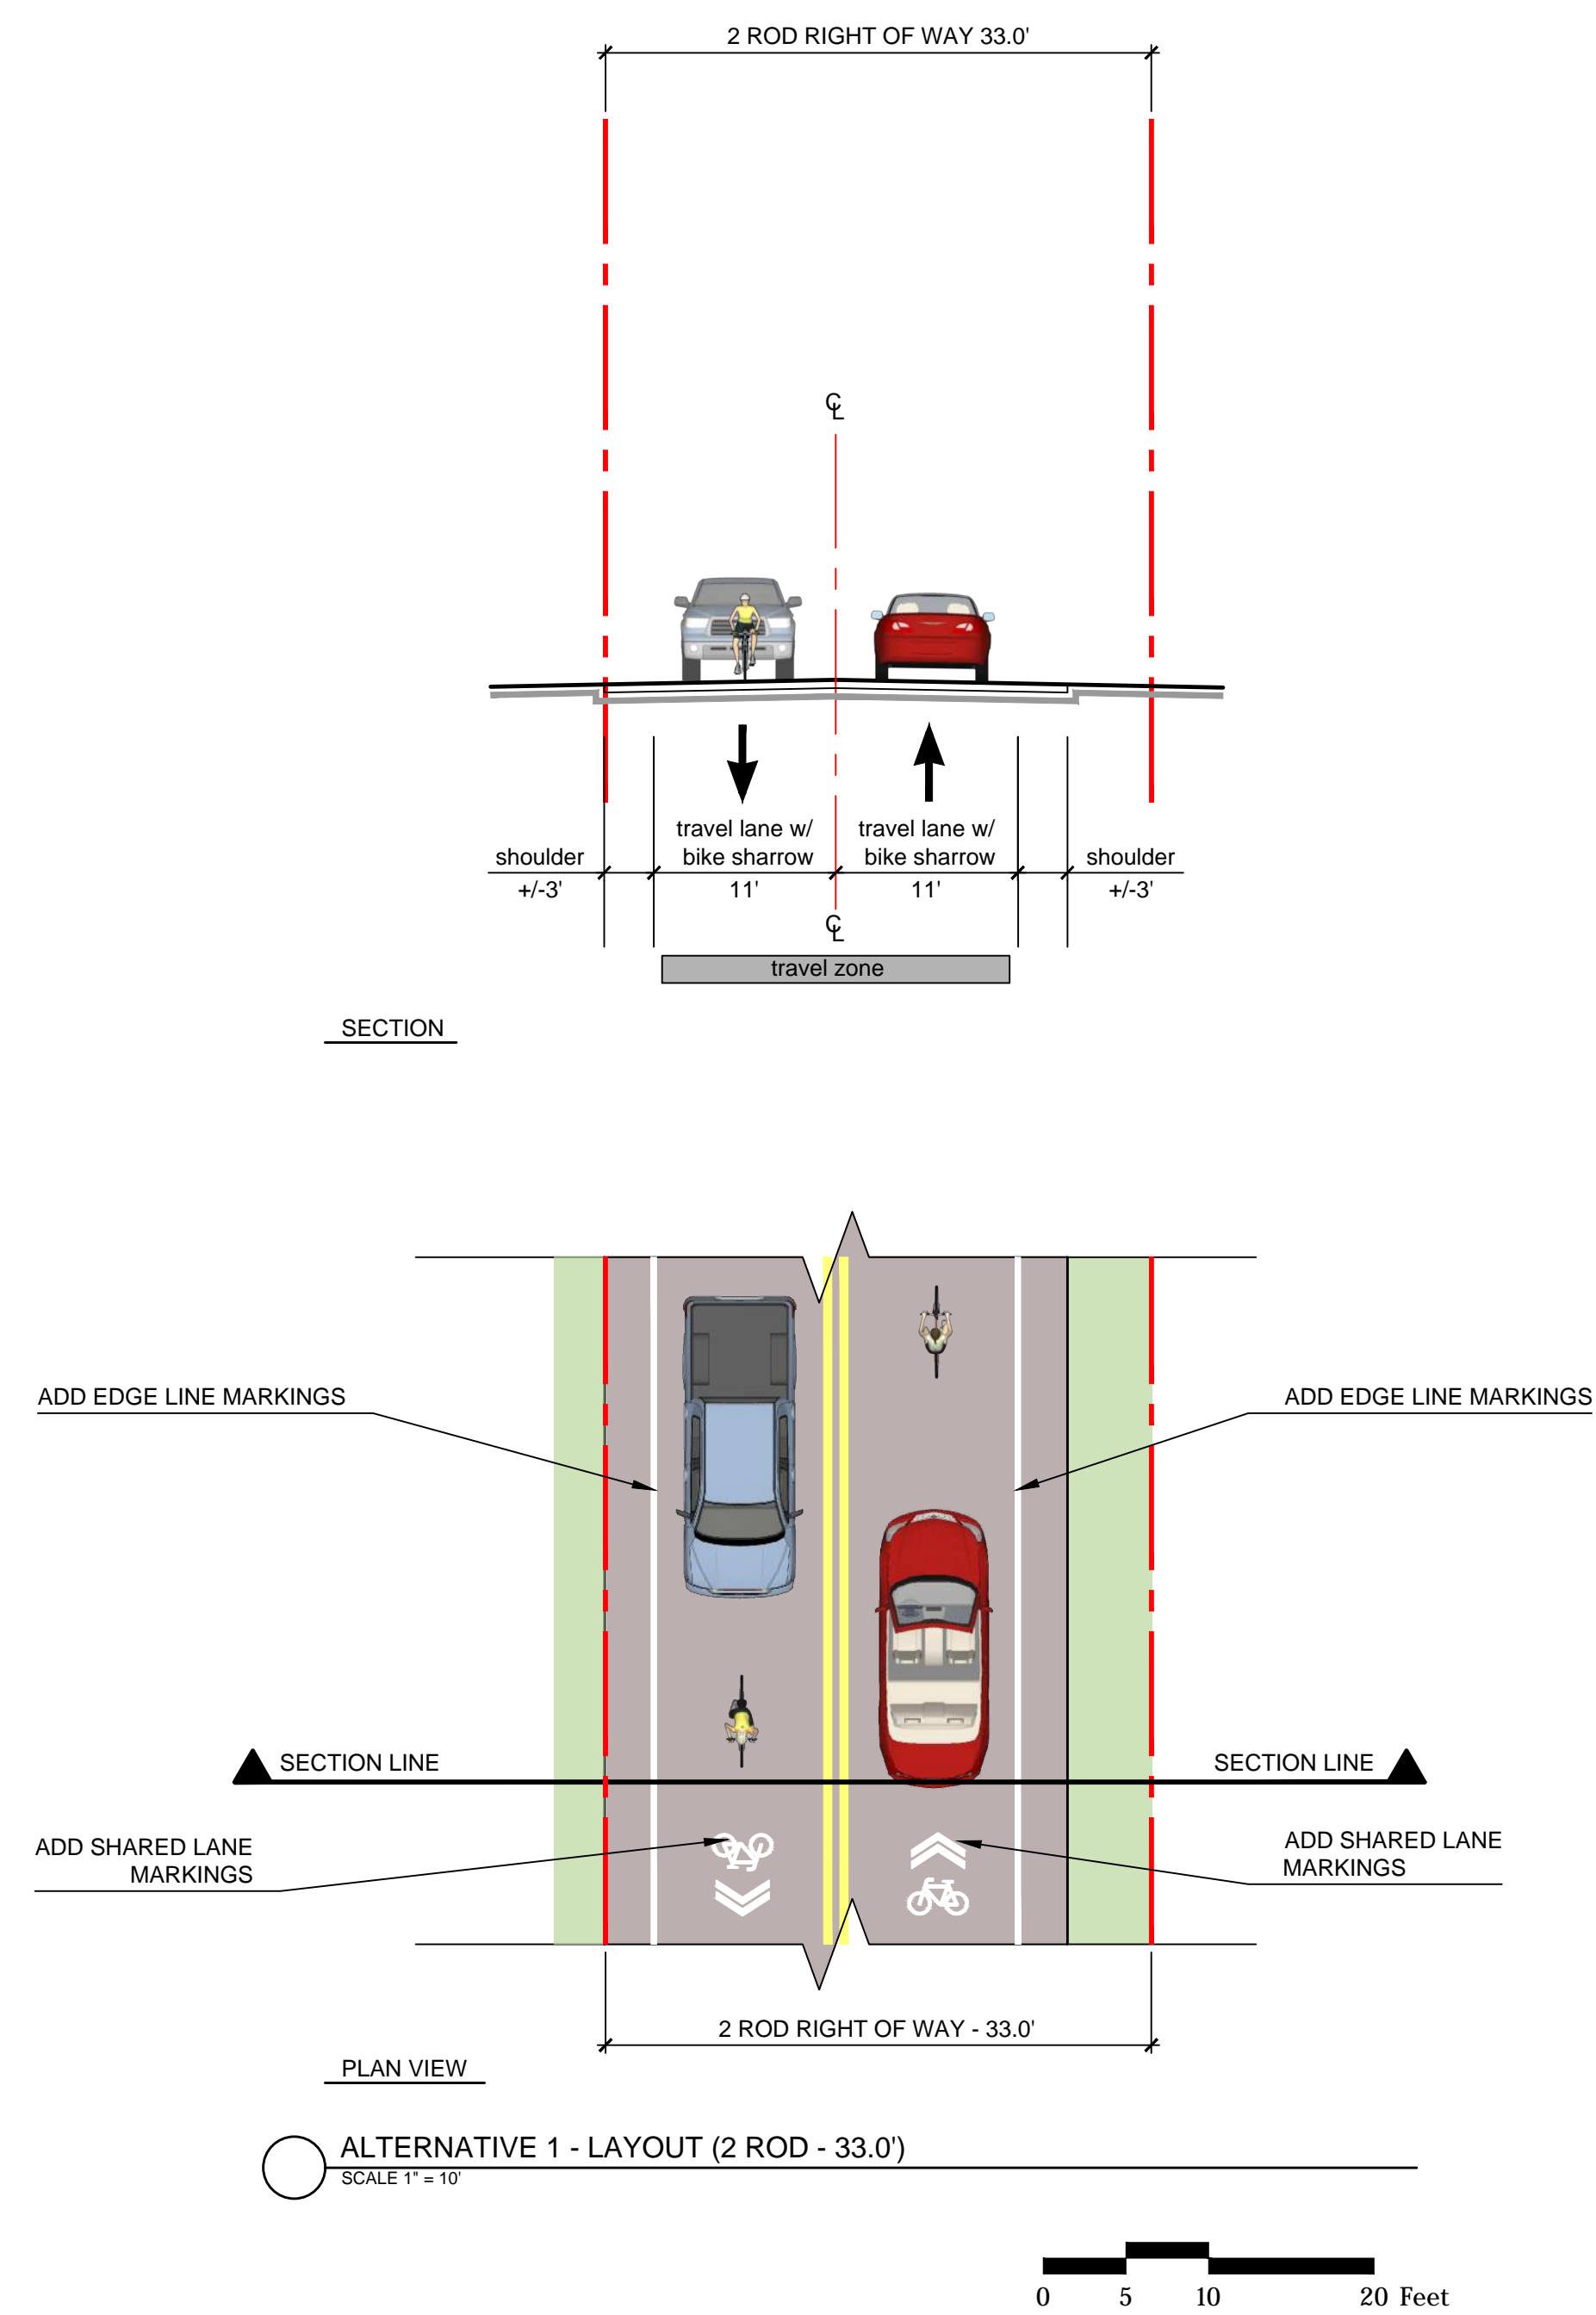 2 ROD RIGHT OF WAY 33.0'
℄
travel lane w/ travel lane w/
shoulder bike sharrow bike sharrow shoulder
+/-3' 11' 11' +/-3'
℄
travel zone
SECTION
ADD EDGE LINE MARKINGS ADD EDGE LINE MARKINGS
SECTION LINE SECTION LINE
ADD SHARED LANE
MARKINGS
ADD SHARED LANE
MARKINGS
2 ROD RIGHT OF WAY - 33.0'
PLAN VIEW
ALTERNATIVE 1 - LAYOUT (2 ROD - 33.0')
SCALE 1" = 10'
0 5 10 20 Feet